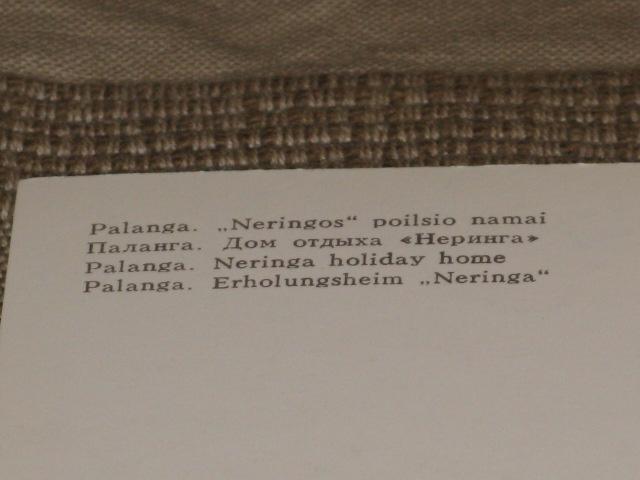 Palanga. „Neringos“ poilsio namai
Паланга. Дом отдыха «Неринга»
Palanga. Neringa holiday home
Palanga. Erholungsheim „Neringa“